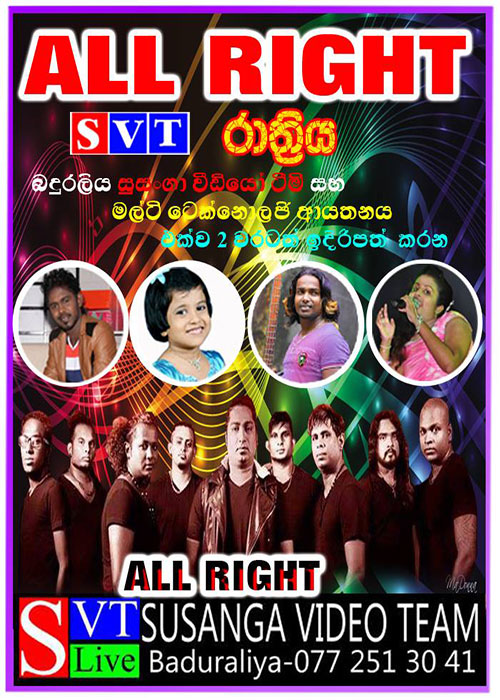 ALL RIGHT
SVT රාත්‍රිය
බදුරලිය සුසංගා වීඩියෝ ටීම් සහ
මල්ටි ටෙක්නොලජි ආයතනය
එක්ව 2 වරටත් ඉදිරිපත් කරන
ALL RIGHT
SVT Live
SUSANGA VIDEO TEAM
Baduraliya-077 251 30 41